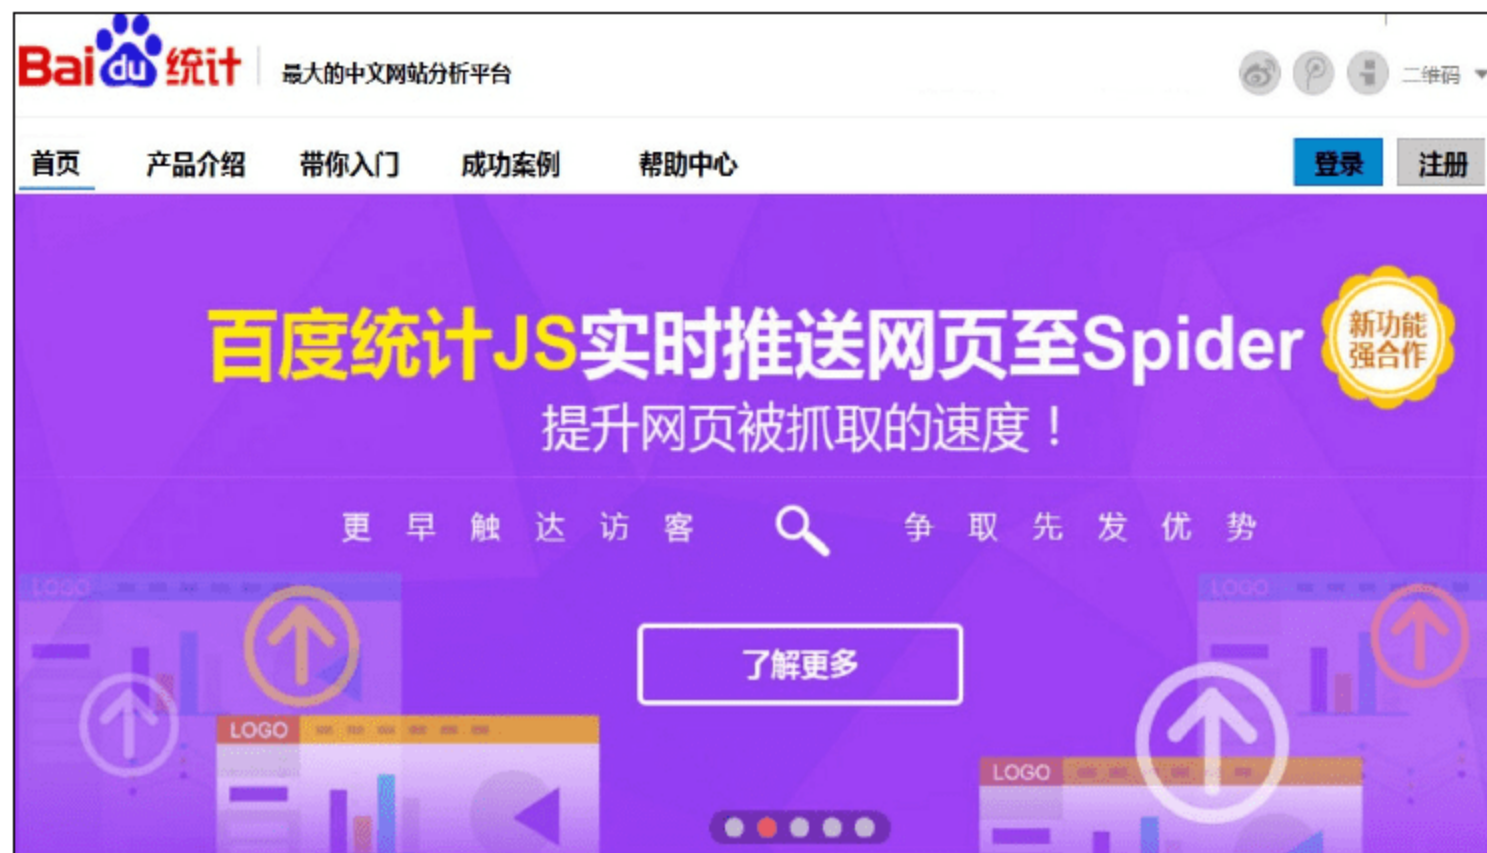 Bai du 统计
最大的中文网站分析平台
二维码
首页 产品介绍 带你入门 成功案例 帮助中心 登录 注册
百度统计JS实时推送网页至Spider
新功能
强合作
提升网页被抓取的速度！
更早触达访客 争取先发优势
LOGO
LOGO
了解更多
LOGO
LOGO